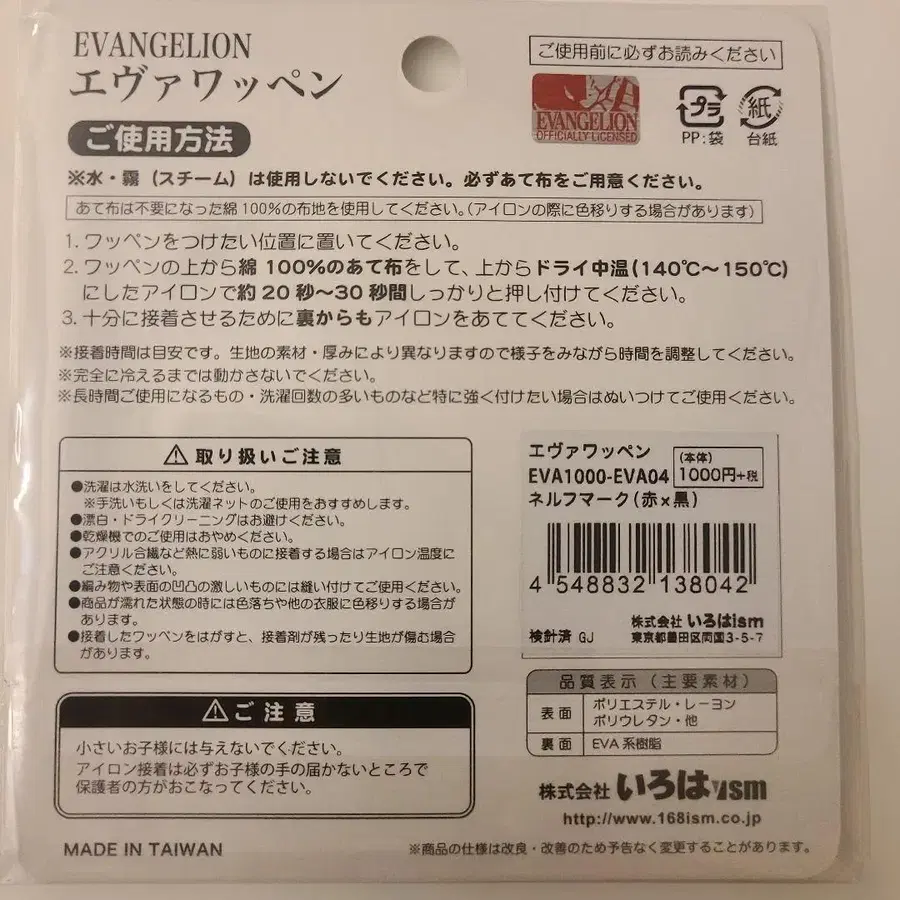 EVANGELION
エヴァワッペン
ご使用前に必ずお読みください
EVANGELION
OFFICIALLY LICENSED
プラ
PP:袋
紙
台紙
ご使用方法
※水・霧(スチーム)は使用しないでください。必ずあて布をご用意ください。
あて布は不要になった綿100%の布地を使用してください。(アイロンの際に色移りする場合があります)
1. ワッペンをつけたい位置に置いてください。
2. ワッペンの上から綿100%のあて布をして、上からドライ中温(140℃〜150℃)
にしたアイロンで約20秒〜30秒間しっかりと押し付けてください。
3. 十分に接着させるために裏からもアイロンをあててください。
※接着時間は目安です。生地の素材・厚みにより異なりますので様子をみながら時間を調整してください。
※完全に冷えるまでは動かさないでください。
※長時間ご使用になるもの・洗濯回数の多いものなど特に強く付けたい場合はぬいつけてご使用ください。
⚠取り扱いご注意
●洗濯は水洗いをしてください。
※手洗いもしくは洗濯ネットのご使用をおすすめします。
●漂白・ドライクリーニングはお避けください。
●乾燥機でのご使用はおやめください。
●アクリル合繊など熱に弱いものに接着する場合はアイロン温度に
ご注意ください。
●編み物や表面の凹凸の激しいものには縫い付けてご使用ください。
●商品が濡れた状態の時には色落ちや他の衣服に色移りする場合が
あります。
●接着したワッペンをはがすと、接着剤が残ったり生地が傷む場合
があります。
エヴァワッペン
EVA1000-EVA04
(本体)
1000円+税
ネルフマーク(赤×黒)
4 548832 138042
株式会社 いろはism
検針済 GJ
東京都墨田区両国3-5-7
⚠ご注意
小さいお子様には与えないでください。
アイロン接着は必ずお子様の手の届かないところで
保護者の方がおこなってください。
品質表示(主要素材)
表面
ポリエステル・レーヨン
ポリウレタン・他
裏面
EVA系樹脂
株式会社 いろはism
http://www.168ism.co.jp
MADE IN TAIWAN
※商品の仕様は改良・改善のため予告なく変更することがあります。